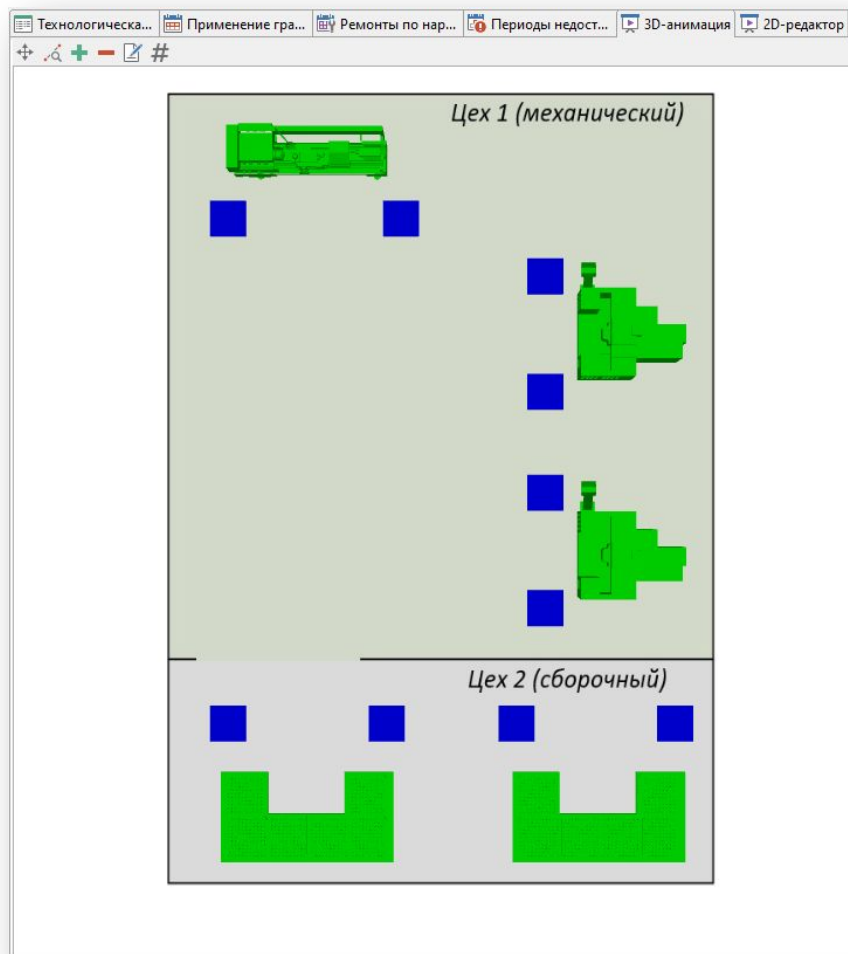 Технологическа... Применение гра... Ремонты по нар... Периоды недост... 3D-анимация 2D-редактор
Цех 1 (механический)
Цех 2 (сборочный)